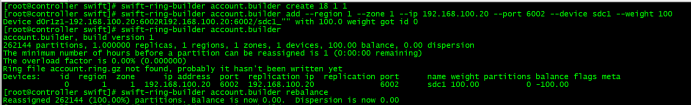 [root@controller swift]# swift-ring-builder account.builder create 18 1 1
[root@controller swift]# swift-ring-builder account.builder add --region 1 --zone 1 --ip 192.168.100.20 --port 6002 --device sdc1 --weight 100
Device d0r1z1-192.168.100.20:6002R192.168.100.20:6002/sdc1_"" with 100.0 weight got id 0
[root@controller swift]# swift-ring-builder account.builder
account.builder, build version 1
262144 partitions, 1.000000 replicas, 1 regions, 1 zones, 1 devices, 100.00 balance, 0.00 dispersion
The minimum number of hours before a partition can be reassigned is 1 (0:00:00 remaining)
The overload factor is 0.00% (0.000000)
Ring file account.ring.gz not found, probably it hasn't been written yet
Devices: id region zone ip address port replication ip replication port name weight partitions balance flags meta
0 1 1 192.168.100.20 6002 192.168.100.20 6002 sdc1 100.00 0 -100.00
[root@controller swift]# swift-ring-builder account.builder rebalance
Reassigned 262144 (100.00%) partitions. Balance is now 0.00. Dispersion is now 0.00